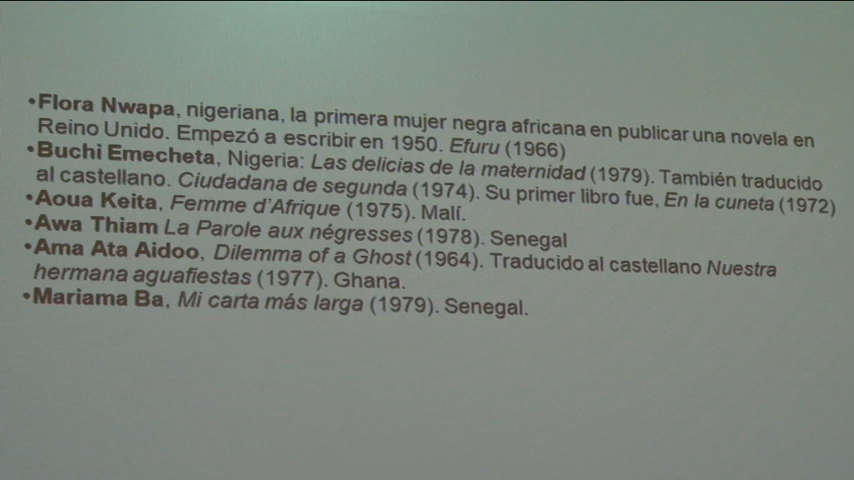 •Flora Nwapa, nigeriana, la primera mujer negra africana en publicar una novela en
Reino Unido. Empezó a escribir en 1950. Efuru (1966)
•Buchi Emecheta, Nigeria: Las delicias de la maternidad (1979). También traducido
al castellano. Ciudadana de segunda (1974). Su primer libro fue, En la cuneta (1972)
•Aoua Keita, Femme d'Afrique (1975). Malí.
•Awa Thiam La Parole aux négresses (1978). Senegal
•Ama Ata Aidoo, Dilemma of a Ghost (1964). Traducido al castellano Nuestra
hermana aguafiestas (1977). Ghana.
•Mariama Ba, Mi carta más larga (1979). Senegal.